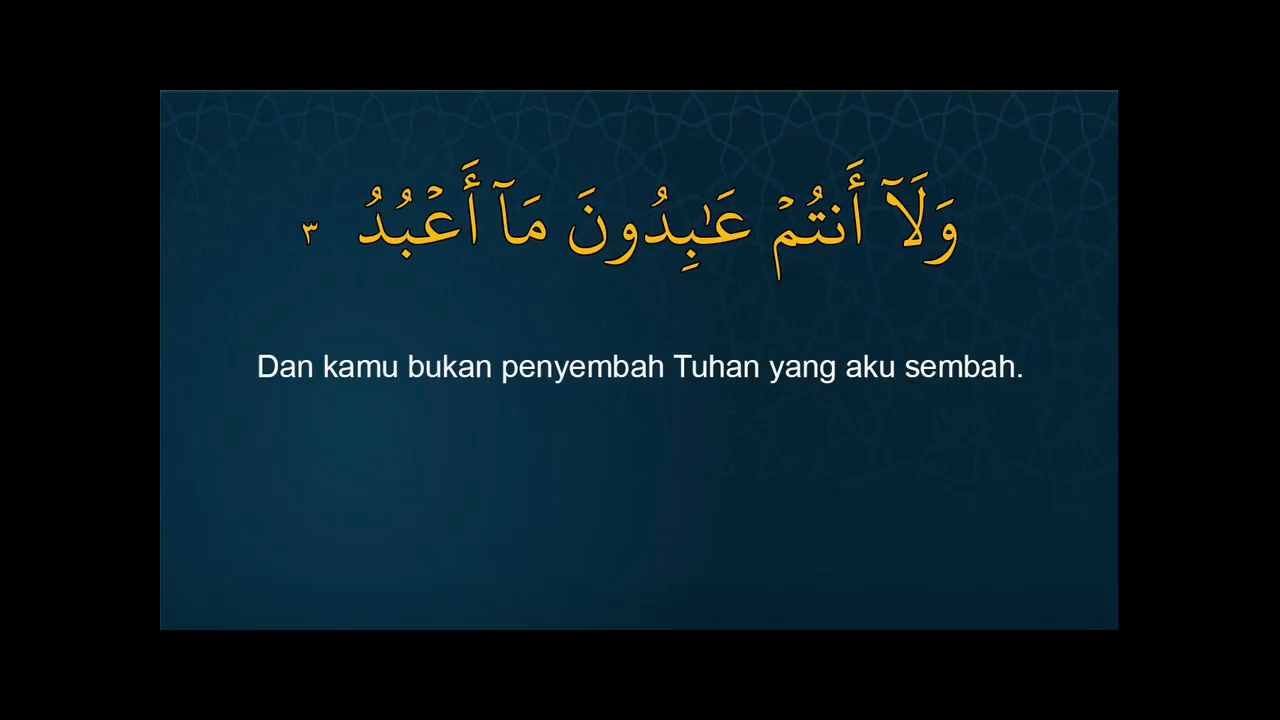 وَلَآ أَنتُمْ عَـٰبِدُونَ مَآ أَعْبُدُ ٣
Dan kamu bukan penyembah Tuhan yang aku sembah.